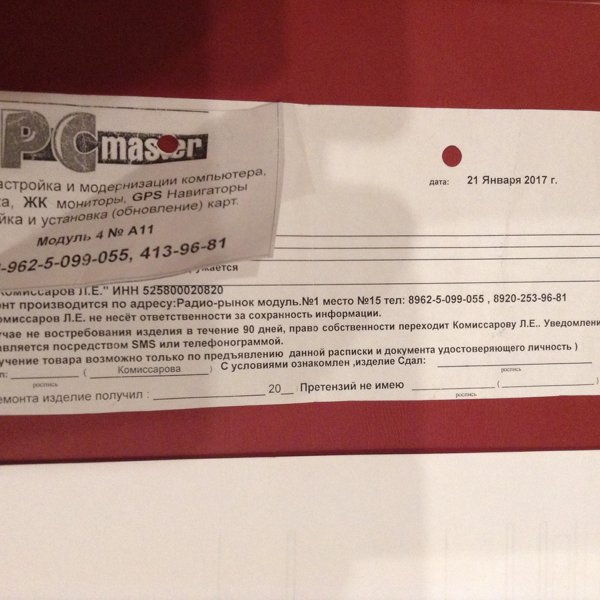 PC master
астройка и модернизации компьютера,
ЖК мониторы, GPS Навигаторы
йка и установка (обновление) карт.
Модуль 4 № А11
-962-5-099-055, 413-96-81
дата: 21 Января 2017 г.
ружается
Комиссаров Л.Е." ИНН 525800020820
онт производится по адресу:Радио-рынок модуль.№1 место №15 тел: 8962-5-099-055 , 8920-253-96-81
омиссаров Л.Е. не несёт ответственности за сохранность информации.
учае не востребования изделия в течение 90 дней, право собственности переходит Комиссарову Л.Е.. Уведомлени
авляется посредством SMS или телефонограммой.
учение товара возможно только по предъявлению данной расписки и документа удостоверяющего личность )
ял: ( Комиссарова ) С условиями ознакомлен ,изделие Сдал: (
роспись роспись
емонта изделие получил : 20__ Претензий не имею ( )
роспись